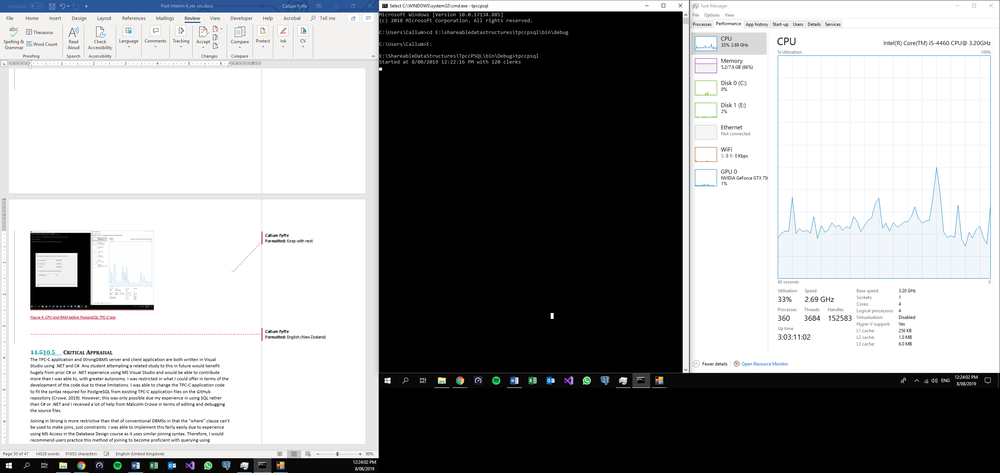 AutoSave Off
Post Interim 4_rev sm.docx
Callum Fyffe
File Home Insert Design Layout References Mailings Review View Developer Help Acrobat Tell me
abc
Spelling & Grammar
Thesaurus
Word Count
Read Aloud
Check Accessibility
Language
Comments
Tracking
Accept
Compare
Protect
Ink
CV
Proofing Speech Accessibility Changes Compare
1 2 3 4 5 6 7
Callum Fyffe
Formatted: Keep with next
Figure 4: CPU and RAM before PostgreSQL TPC-C test
Callum Fyffe
Formatted: English (New Zealand)
11.510.5 CRITICAL APPRAISAL
The TPC-C application and StrongDBMS server and client application are both written in Visual
Studio using .NET and C#. Any student attempting a related study to this in future would benefit
hugely from prior C# or .NET experience using MS Visual Studio and would be able to contribute
more than I was able to, with greater autonomy. I was restricted in what I could offer in terms of the
development of the code due to these limitations. I was able to change the TPC-C application code
to fit the syntax required for PostgreSQL from existing TPC-C application files on the GitHub
repository (Crowe, 2019). However, this was only possible due my experience in using SQL rather
than C# or .NET and I received a lot of help from Malcolm Crowe in terms of editing and debugging
the source files.
Joining in Strong is more restrictive than that of conventional DBMSs in that the “where” clause can’t
be used to make joins, just constraints. I was able to implement this fairly easily due to experience
using MS Access in the Database Design course as it uses similar joining syntax. Therefore, I would
recommend users practice this method of joining to become proficient with querying using
Page 30 of 47 14528 words 91653 characters English (United Kingdom) 90%
12:24:02 PM
8/08/2019
Select C:\WINDOWS\system32\cmd.exe - tpccpsql
Microsoft Windows [Version 10.0.17134.885]
(c) 2018 Microsoft Corporation. All rights reserved.
C:\Users\Callum>cd E:\shareabledatastructures\tpccpsql\bin\debug
C:\Users\Callum>E:
E:\ShareableDataStructures\TpccPSQL\bin\Debug>tpccpsql
Started at 8/08/2019 12:22:16 PM with 120 clerks
Task Manager
File Options View
Processes Performance App history Start-up Users Details Services
CPU
33% 2.69 GHz
Memory
5.2/7.9 GB (66%)
Disk 0 (C:)
0%
Disk 1 (E:)
2%
Ethernet
Not connected
WiFi
S: 0 R: 0 Kbps
GPU 0
NVIDIA GeForce GTX 750
1%
CPU Intel(R) Core(TM) i5-4460 CPU@ 3.20GHz
% Utilisation 100%
60 seconds 0
Utilisation Speed
33% 2.69 GHz
Processes Threads Handles
360 3684 152583
Up time
3:03:11:02
Base speed: 3.20 GHz
Sockets: 1
Cores: 4
Logical processors: 4
Virtualisation: Disabled
Hyper-V support: Yes
L1 cache: 256 KB
L2 cache: 1.0 MB
L3 cache: 6.0 MB
Fewer details Open Resource Monitor
ENG 12:24:02 PM
8/08/2019